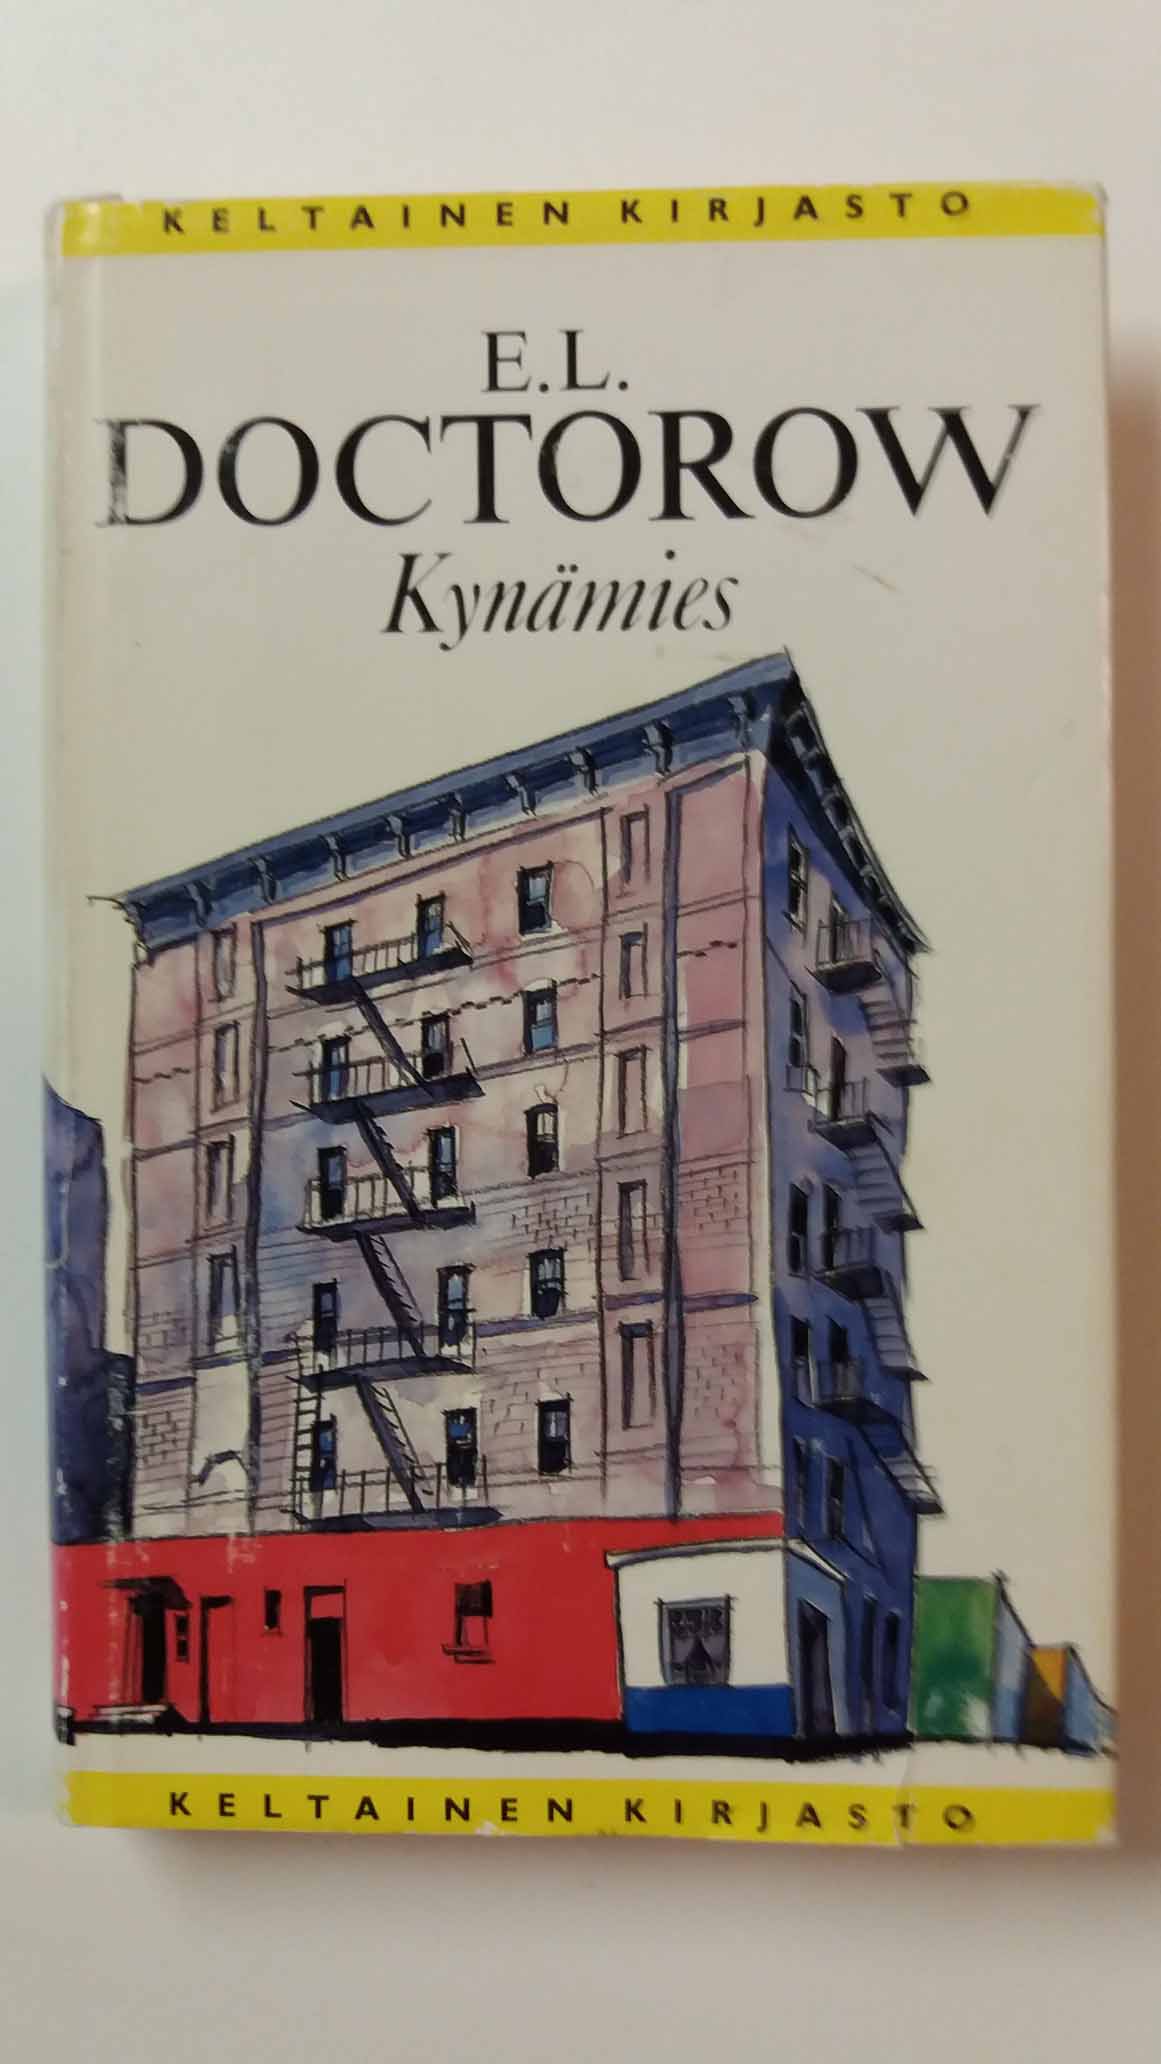 KELTAINEN KIRJASTO
E.L.
DOCTOROW
Kynämies
KELTAINEN KIRJASTO